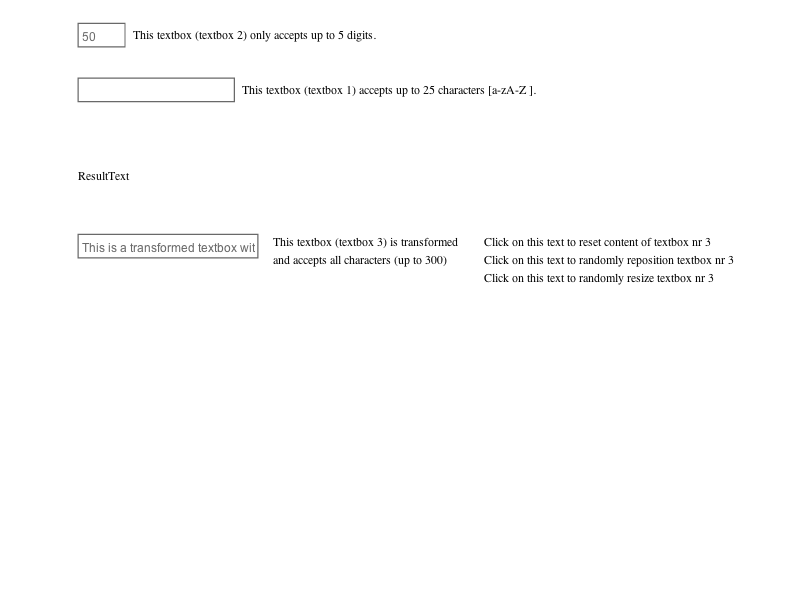 50 This textbox (textbox 2) only accepts up to 5 digits.
This textbox (textbox 1) accepts up to 25 characters [a-zA-Z ].
ResultText
This is a transformed textbox wit
This textbox (textbox 3) is transformed
and accepts all characters (up to 300)
Click on this text to reset content of textbox nr 3
Click on this text to randomly reposition textbox nr 3
Click on this text to randomly resize textbox nr 3